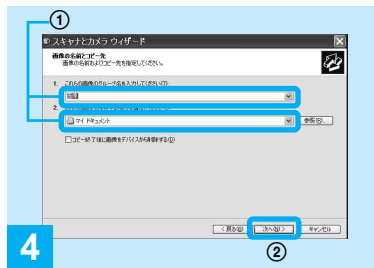 ①
スキャナとカメラ ウィザード
画像の名前とコピー先
画像の名前およびコピー先を指定してください。
1. これらの画像のグループ名を入力してください(T):
2.
マイ ドキュメント
参照(R)...
コピー終了後に画像をデバイスから削除する(D)
< 戻る(B)
次へ(N) >
キャンセル
4
②